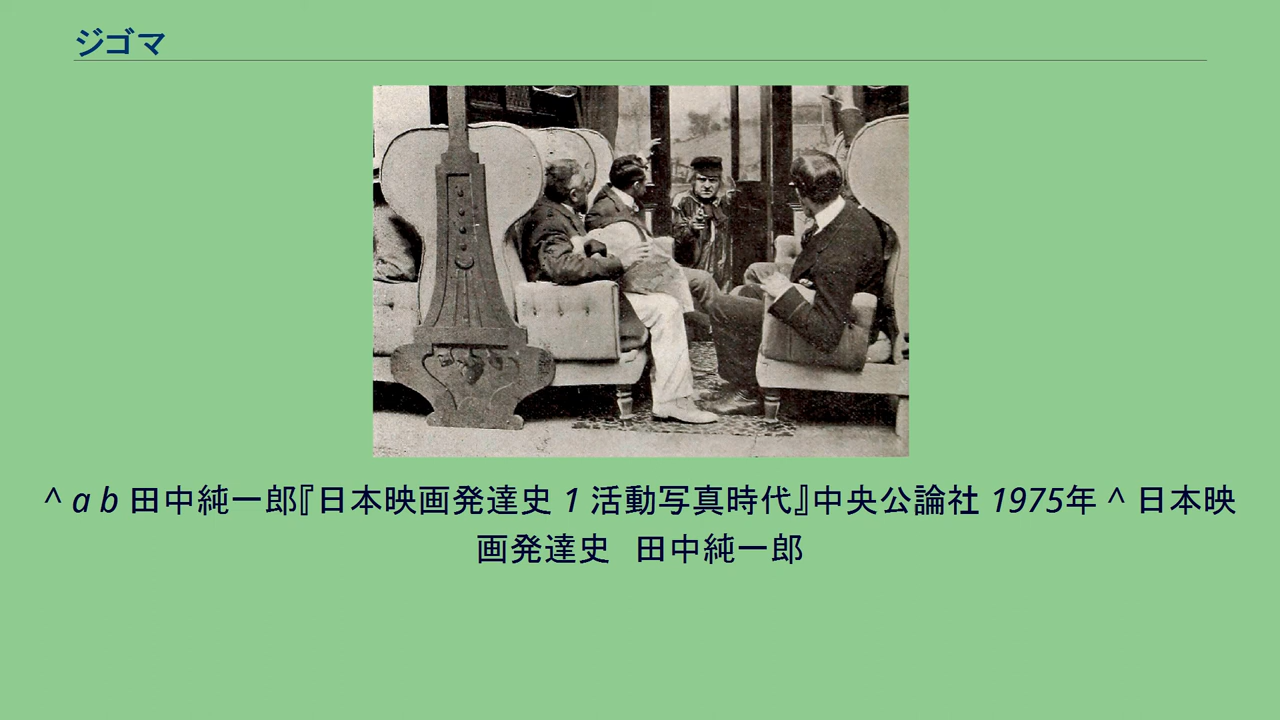 ジゴマ
^ a b 田中純一郎『日本映画発達史 1 活動写真時代』中央公論社 1975年 ^ 日本映
画発達史　田中純一郎